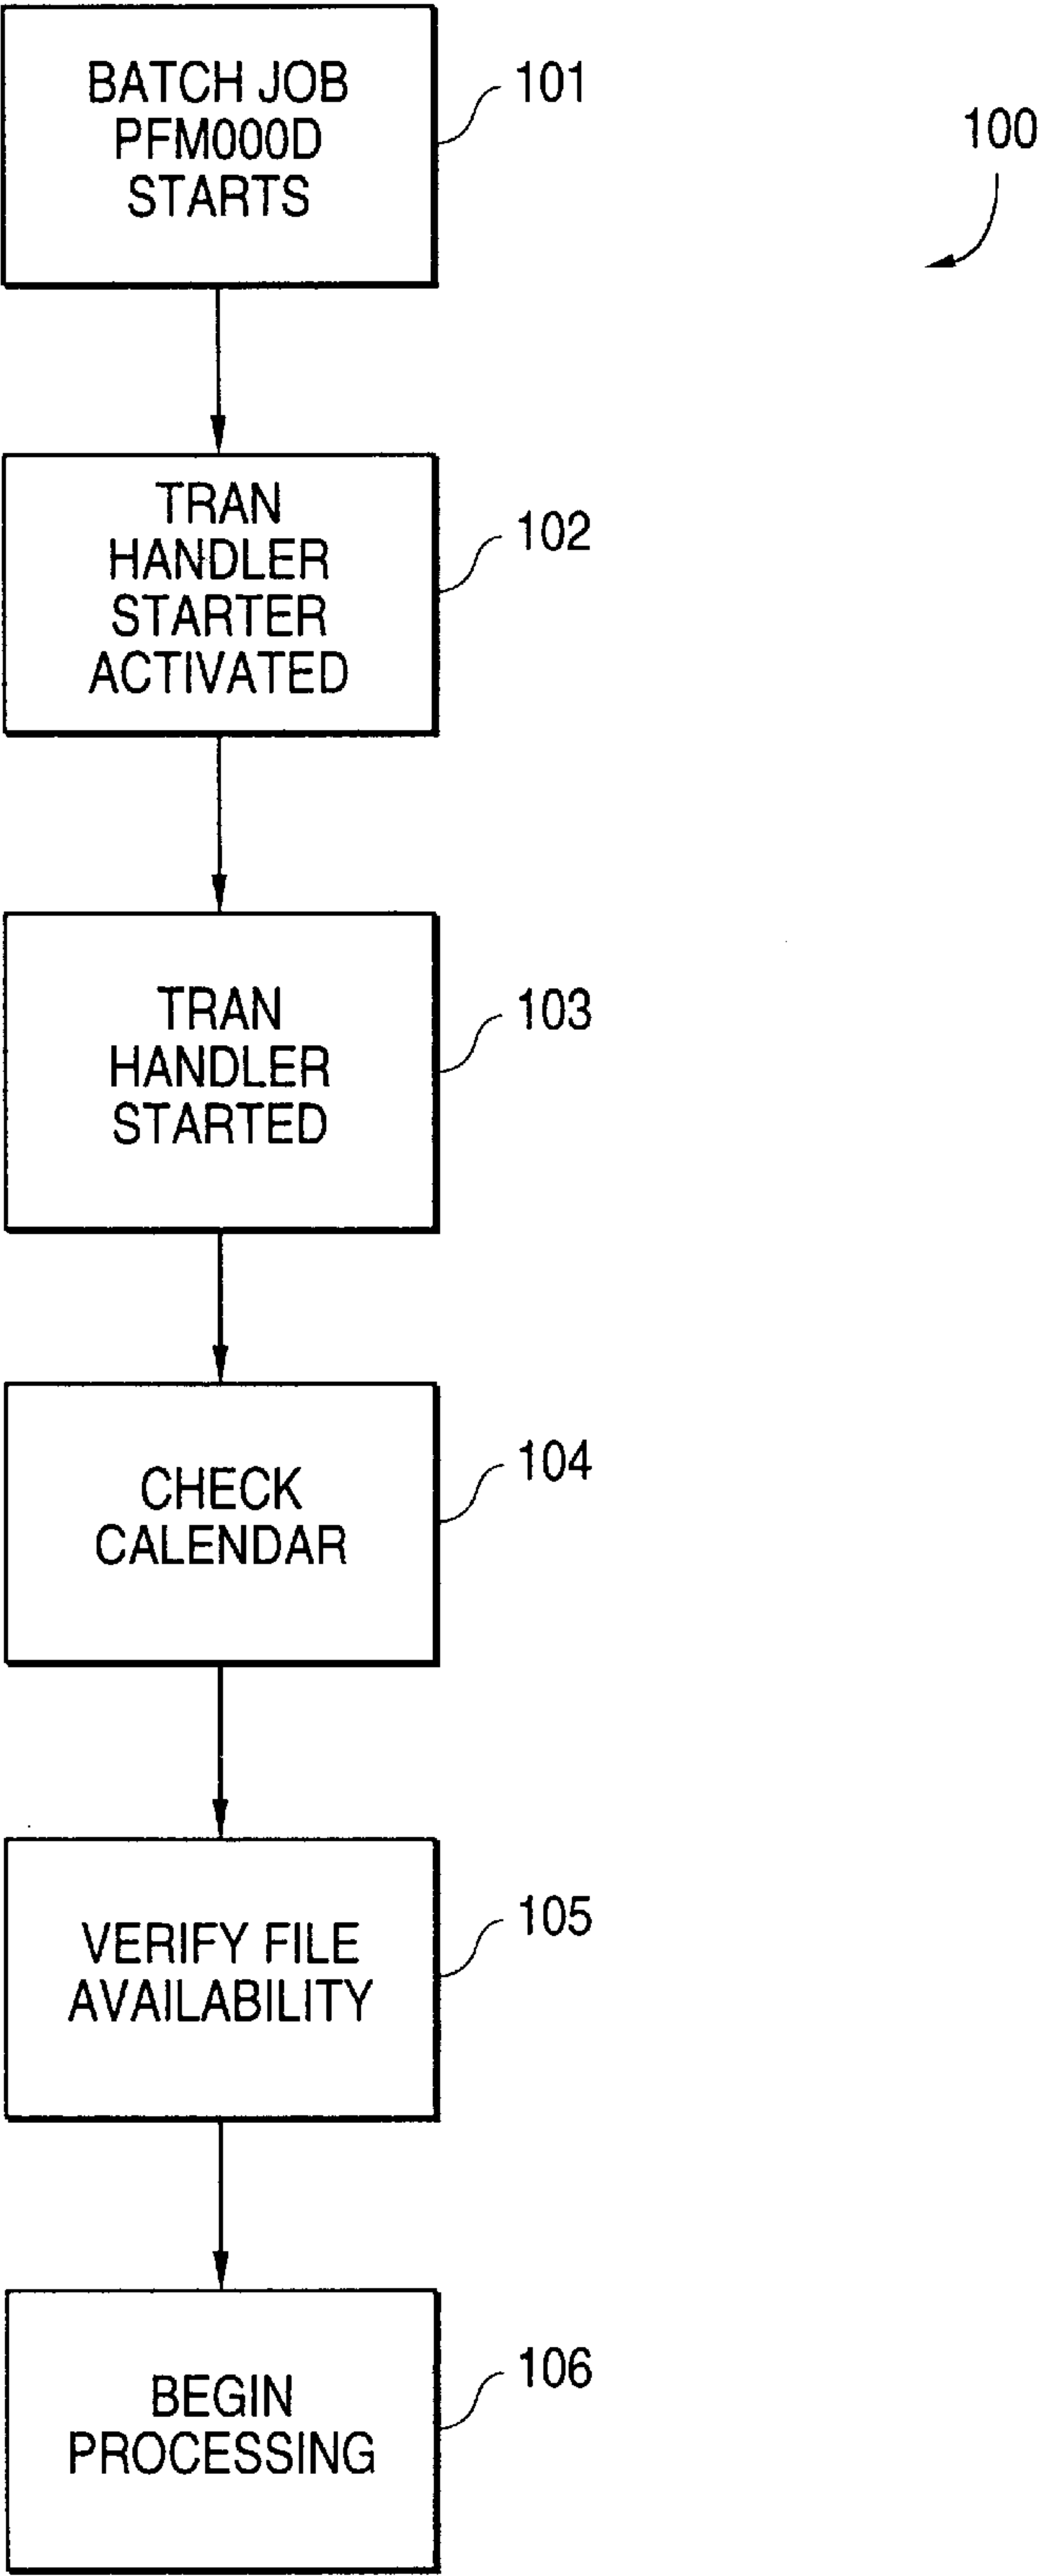 BATCH JOB
PFM000D
STARTS
101
100
TRAN
HANDLER
STARTER
ACTIVATED
102
TRAN
HANDLER
STARTED
103
CHECK
CALENDAR
104
VERIFY FILE
AVAILABILITY
105
BEGIN
PROCESSING
106